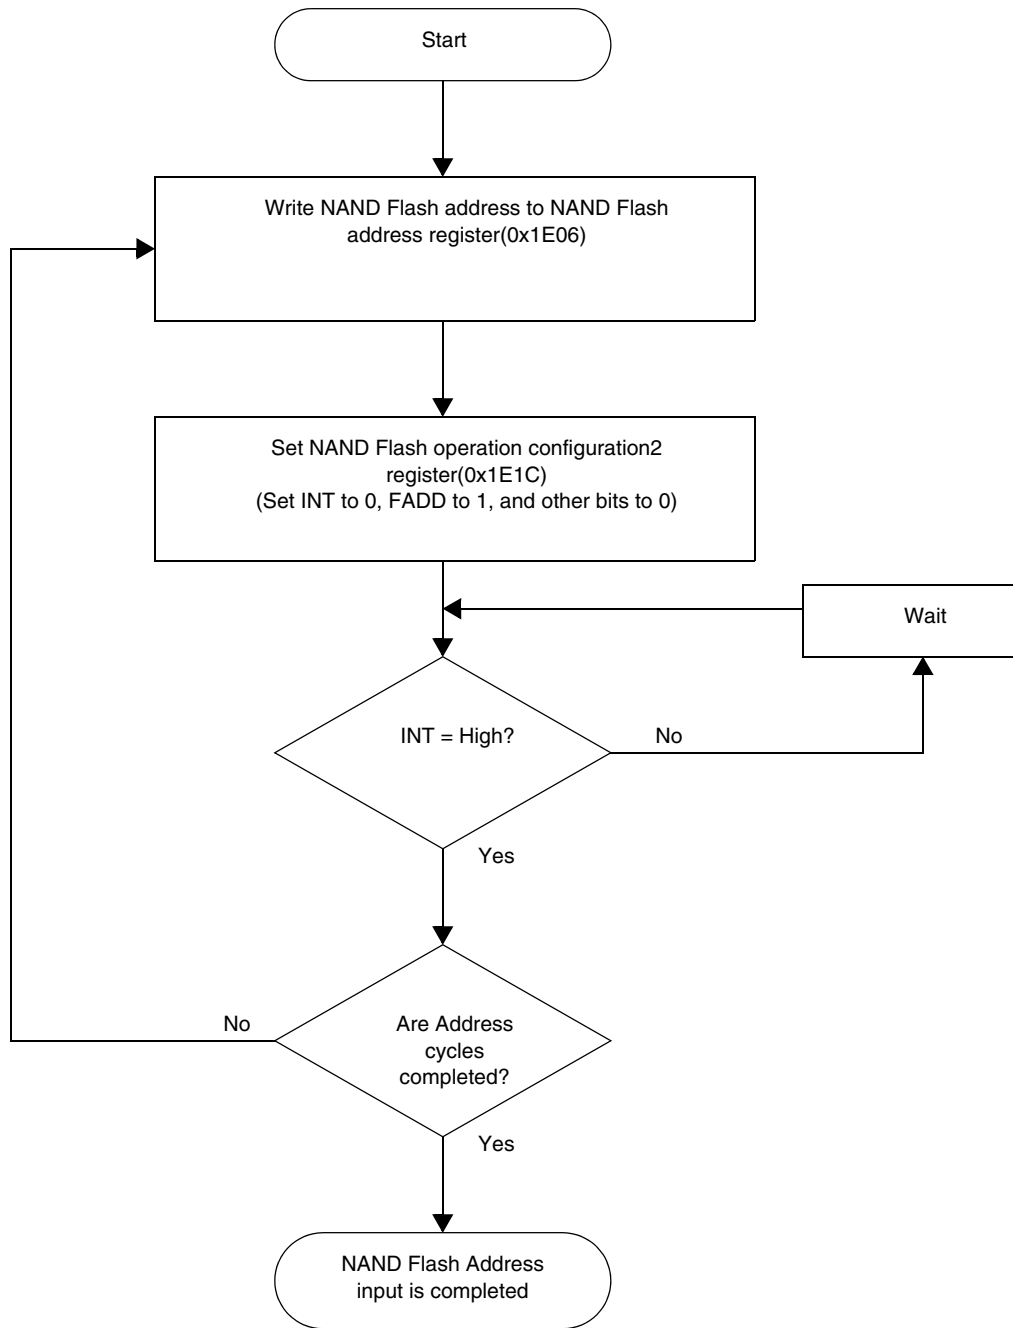 Start
Write NAND Flash address to NAND Flash
address register(0x1E06)
Set NAND Flash operation configuration2
register(0x1E1C)
(Set INT to 0, FADD to 1, and other bits to 0)
Wait
INT = High?
No
Yes
No
Are Address
cycles
completed?
Yes
NAND Flash Address
input is completed